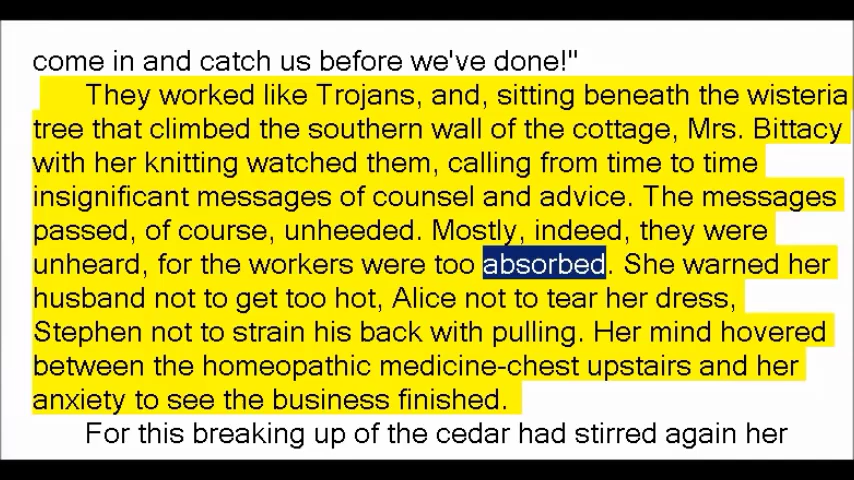 come in and catch us before we've done!"
They worked like Trojans, and, sitting beneath the wisteria
tree that climbed the southern wall of the cottage, Mrs. Bittacy
with her knitting watched them, calling from time to time
insignificant messages of counsel and advice. The messages
passed, of course, unheeded. Mostly, indeed, they were
unheard, for the workers were too absorbed. She warned her
husband not to get too hot, Alice not to tear her dress,
Stephen not to strain his back with pulling. Her mind hovered
between the homeopathic medicine-chest upstairs and her
anxiety to see the business finished.
For this breaking up of the cedar had stirred again her